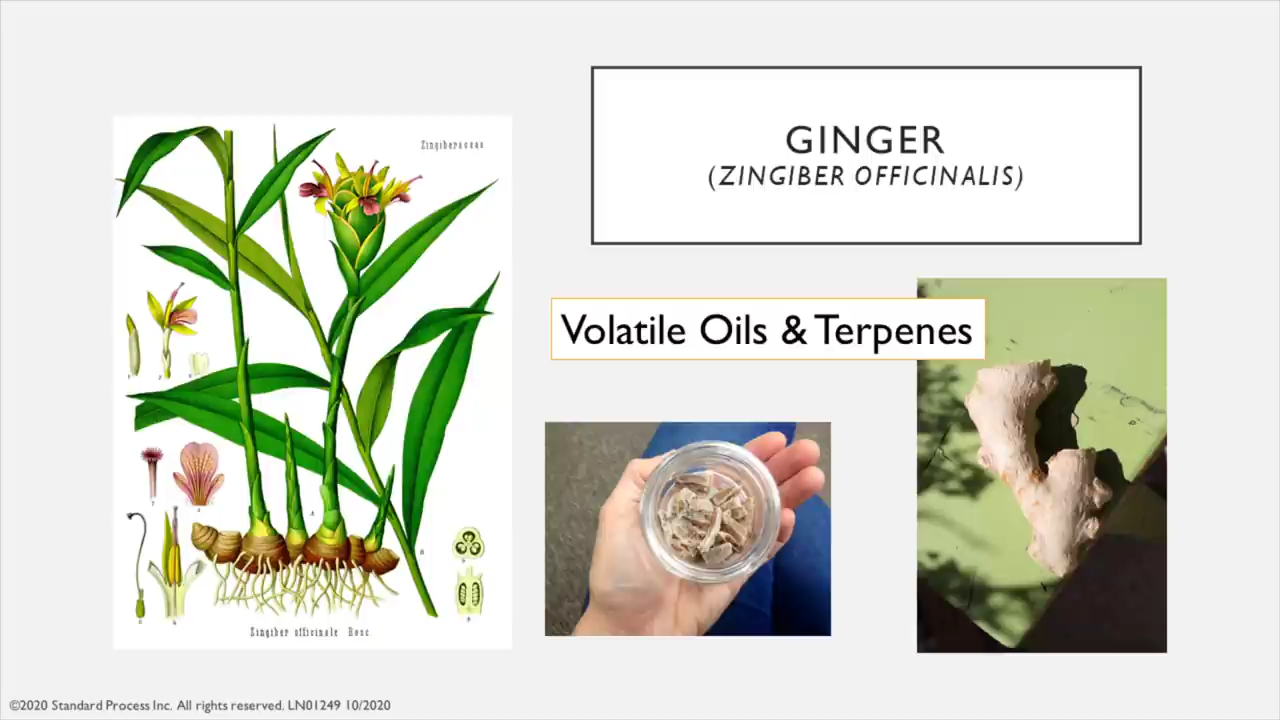 GINGER
(ZINGIBER OFFICINALIS)
Zingiberaceae
Volatile Oils & Terpenes
Zingiber officinale Rosc.
©2020 Standard Process Inc. All rights reserved. LN01249 10/2020